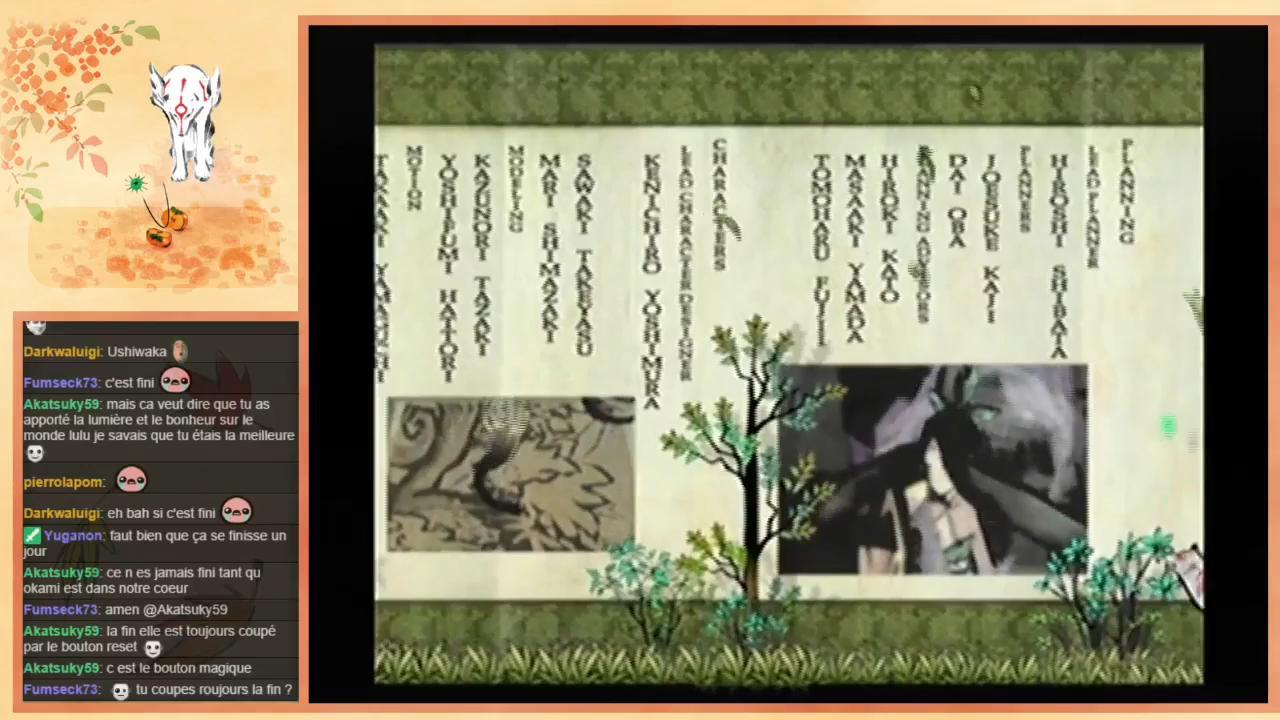 Darkwaluigi: Ushiwaka
Fumseck73: c'est fini
Akatsuky59: mais ca veut dire que tu as
apporté la lumière et le bonheur sur le
monde lulu je savais que tu étais la meilleure
pierrolapom:
Darkwaluigi: eh bah si c'est fini
Yuganon: faut bien que ça se finisse un
jour
Akatsuky59: ce n es jamais fini tant qu
okami est dans notre coeur
Fumseck73: amen @Akatsuky59
Akatsuky59: la fin elle est toujours coupé
par le bouton reset
Akatsuky59: c est le bouton magique
Fumseck73: tu coupes roujours la fin ?
PLANNING
LEAD PLANNER
HIROSHI SHIBATA
PLANNERS
JOESUKE KAJI
DAI OBA
PLANNING ADVISORS
HIROKI KATO
MASAAKI YAMADA
TOMOHARU FUJII
CHARACTERS
LEAD CHARACTER DESIGNER
KENICHIRO YOSHIMURA
SAWAKI TAKEYASU
MARI SHIMAZAKI
MODELING
KAZUNORI TAZAKI
YOSHIFUMI HATTORI
MOTION
TAKAAKI YAMAGUCHI